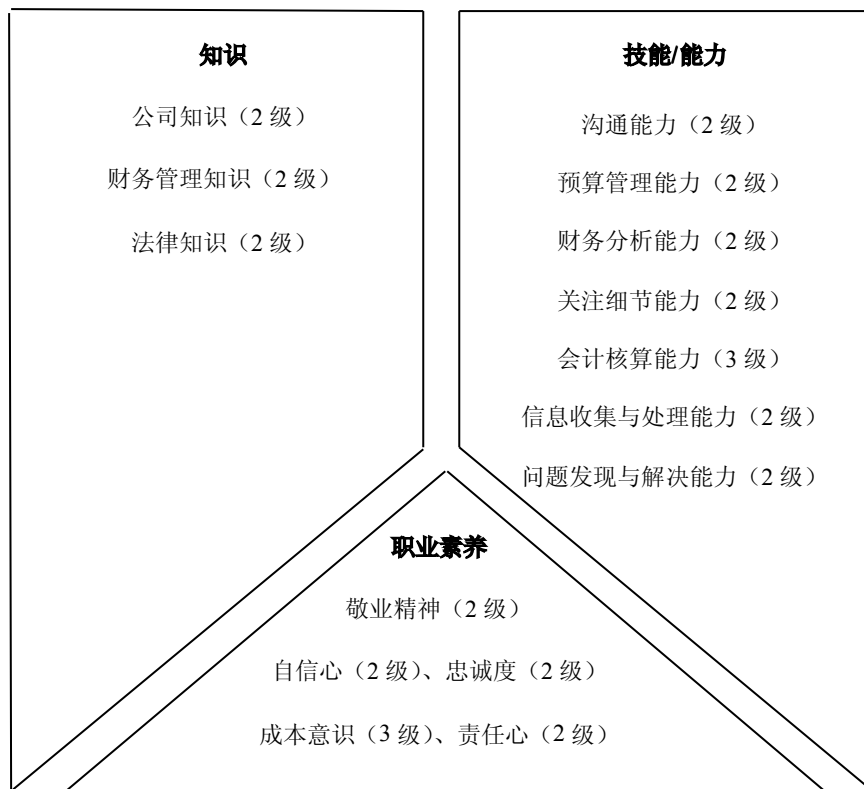 知识
公司知识（2 级）
财务管理知识（2 级）
法律知识（2 级）
技能/能力
沟通能力（2 级）
预算管理能力（2 级）
财务分析能力（2 级）
关注细节能力（2 级）
会计核算能力（3 级）
信息收集与处理能力（2 级）
问题发现与解决能力（2 级）
职业素养
敬业精神（2 级）
自信心（2 级）、忠诚度（2 级）
成本意识（3 级）、责任心（2 级）